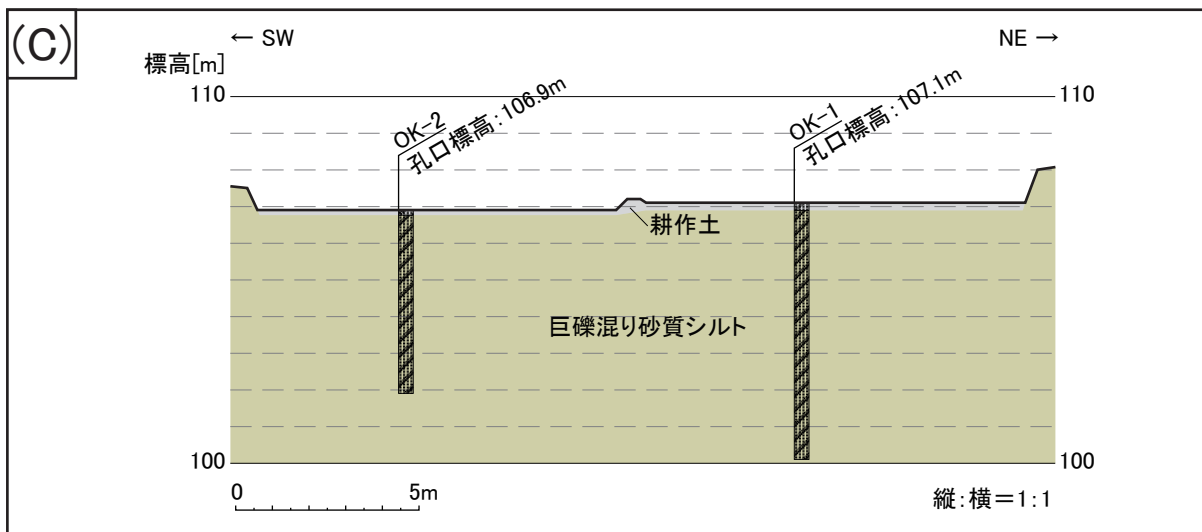 (C)
← SW
NE →
標高[m]
110
110
OK-2
孔口標高:106.9m
OK-1
孔口標高:107.1m
耕作土
巨礫混り砂質シルト
100
100
0
5m
縦:横=1:1